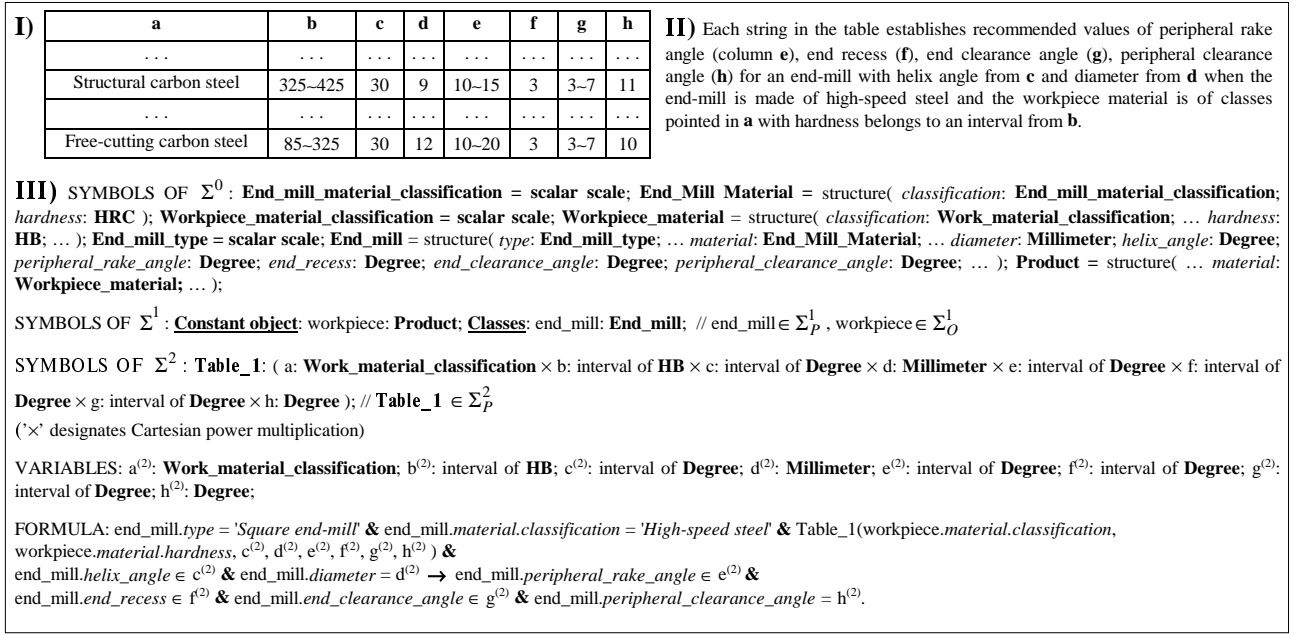 I)
a b c d e f g h
. . . . . . . . . . . . . . . . . . . . . . . .
Structural carbon steel 325~425 30 9 10~15 3 3~7 11
. . . . . . . . . . . . . . . . . . . . . . . .
Free-cutting carbon steel 85~325 30 12 10~20 3 3~7 10
II) Each string in the table establishes recommended values of peripheral rake
angle (column e), end recess (f), end clearance angle (g), peripheral clearance
angle (h) for an end-mill with helix angle from c and diameter from d when the
end-mill is made of high-speed steel and the workpiece material is of classes
pointed in a with hardness belongs to an interval from b.
III) SYMBOLS OF Σ⁰ : End_mill_material_classification = scalar scale; End_Mill Material = structure( classification: End_mill_material_classification;
hardness: HRC ); Workpiece_material_classification = scalar scale; Workpiece_material = structure( classification: Work_material_classification; … hardness:
HB; … ); End_mill_type = scalar scale; End_mill = structure( type: End_mill_type; … material: End_Mill_Material; … diameter: Millimeter; helix_angle: Degree;
peripheral_rake_angle: Degree; end_recess: Degree; end_clearance_angle: Degree; peripheral_clearance_angle: Degree; … ); Product = structure( … material:
Workpiece_material; … );
SYMBOLS OF Σ¹ : Constant object: workpiece: Product; Classes: end_mill: End_mill; // end_mill ∈ Σ¹_P , workpiece ∈ Σ¹_O
SYMBOLS OF Σ² : Table_1: ( a: Work_material_classification × b: interval of HB × c: interval of Degree × d: Millimeter × e: interval of Degree × f: interval of
Degree × g: interval of Degree × h: Degree ); // Table_1 ∈ Σ²_P
('×' designates Cartesian power multiplication)
VARIABLES: a⁽²⁾: Work_material_classification; b⁽²⁾: interval of HB; c⁽²⁾: interval of Degree; d⁽²⁾: Millimeter; e⁽²⁾: interval of Degree; f⁽²⁾: interval of Degree; g⁽²⁾:
interval of Degree; h⁽²⁾: Degree;
FORMULA: end_mill.type = 'Square end-mill' & end_mill.material.classification = 'High-speed steel' & Table_1(workpiece.material.classification,
workpiece.material.hardness, c⁽²⁾, d⁽²⁾, e⁽²⁾, f⁽²⁾, g⁽²⁾, h⁽²⁾ ) &
end_mill.helix_angle ∈ c⁽²⁾ & end_mill.diameter = d⁽²⁾ → end_mill.peripheral_rake_angle ∈ e⁽²⁾ &
end_mill.end_recess ∈ f⁽²⁾ & end_mill.end_clearance_angle ∈ g⁽²⁾ & end_mill.peripheral_clearance_angle = h⁽²⁾.